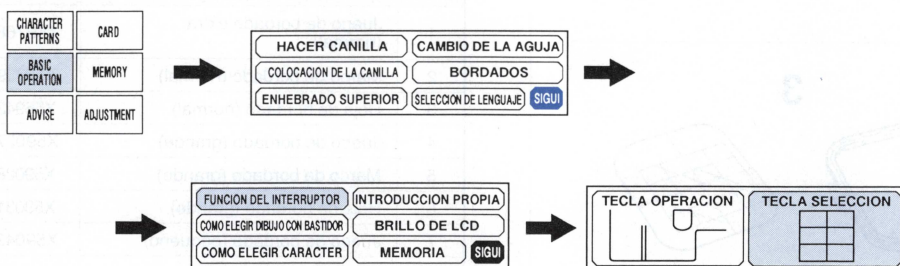 CHARACTER PATTERNS
CARD
BASIC OPERATION
MEMORY
ADVISE
ADJUSTMENT
HACER CANILLA
CAMBIO DE LA AGUJA
COLOCACION DE LA CANILLA
BORDADOS
ENHEBRADO SUPERIOR
SELECCION DE LENGUAJE
SIGUI
FUNCION DEL INTERRUPTOR
INTRODUCCION PROPIA
COMO ELEGIR DIBUJO CON BASTIDOR
BRILLO DE LCD
COMO ELEGIR CARACTER
MEMORIA
SIGUI
TECLA OPERACION
TECLA SELECCION